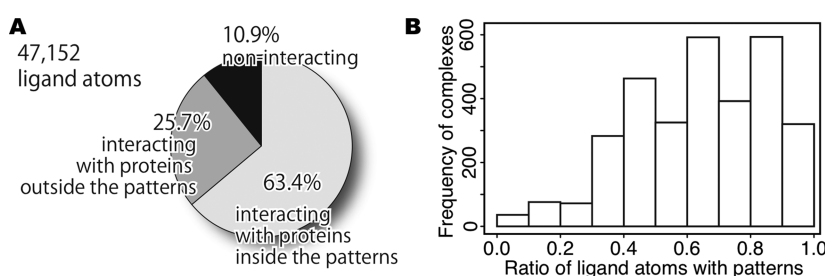 A
47,152
ligand atoms
10.9%
non-interacting
25.7%
interacting
with proteins
outside the patterns
63.4%
interacting
with proteins
inside the patterns
B
Frequency of complexes
600
400
200
0
0.0 0.2 0.4 0.6 0.8 1.0
Ratio of ligand atoms with patterns